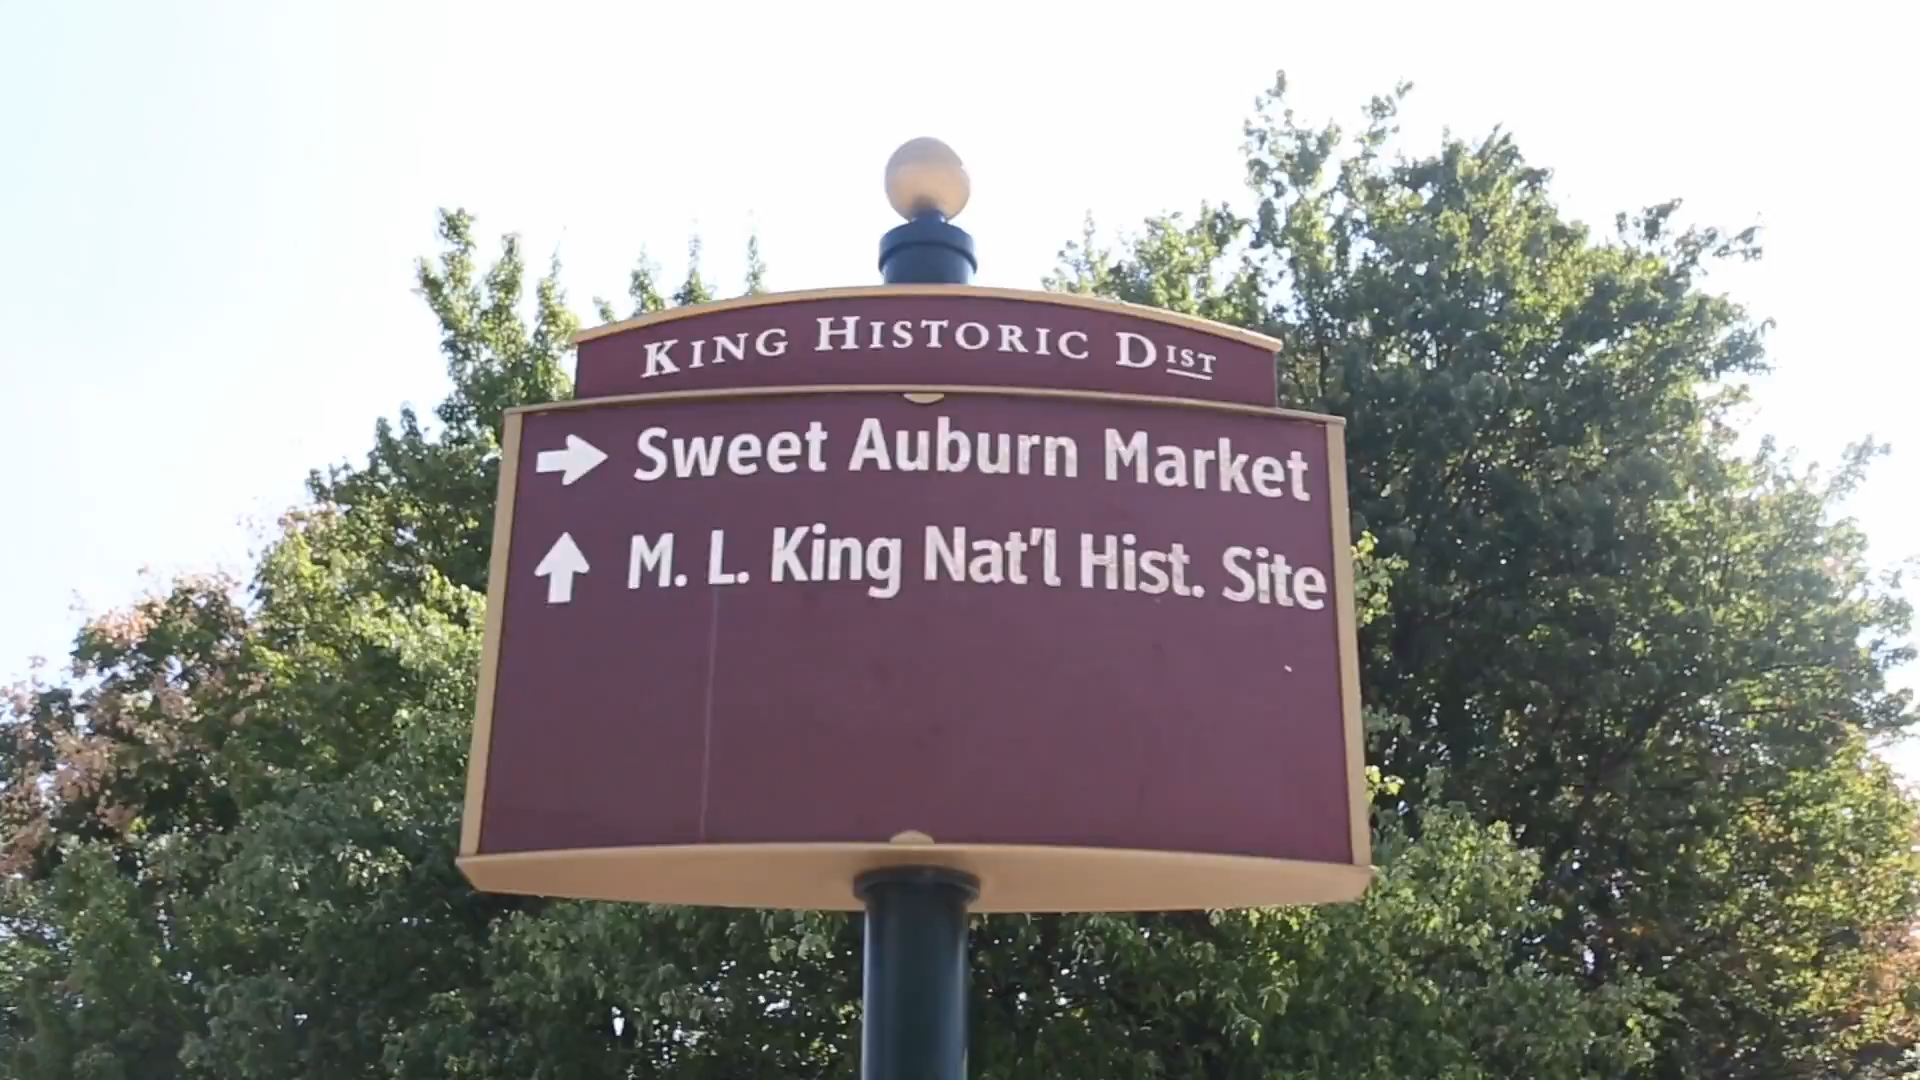 KING HISTORIC DIST
→ Sweet Auburn Market
↑ M. L. King Nat'l Hist. Site